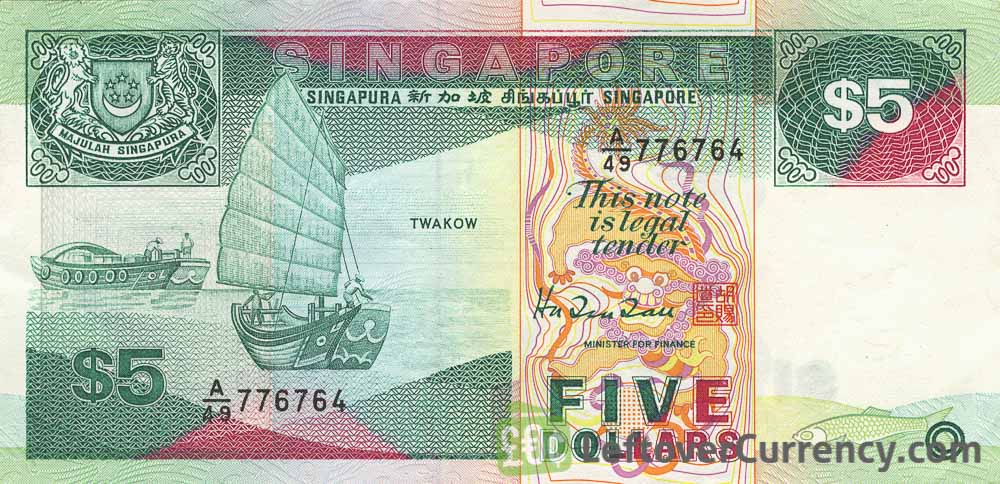 SINGAPORE
SINGAPURA 新加坡 சிங்கப்பூர் SINGAPORE
MAJULAH SINGAPURA
$5
A/49 776764
This note
is legal
tender
TWAKOW
MINISTER FOR FINANCE
$5
A/49 776764
FIVE
DOLLARS
LeftoverCurrency.com